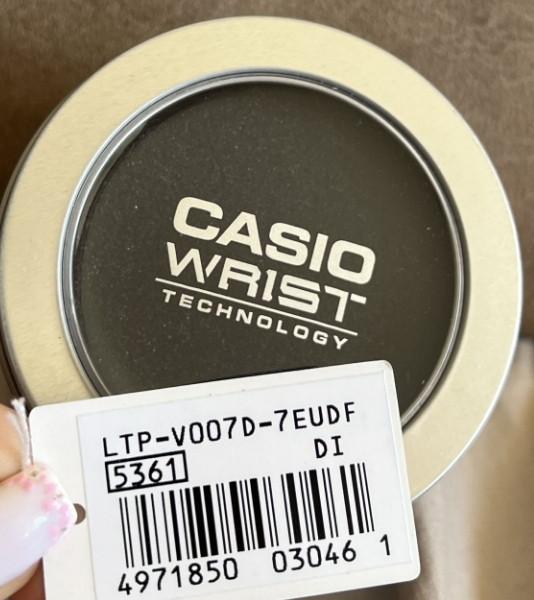 CASIO
WRIST
TECHNOLOGY
LTP-V007D-7EUDF
5361 DI
4971850 03046 1